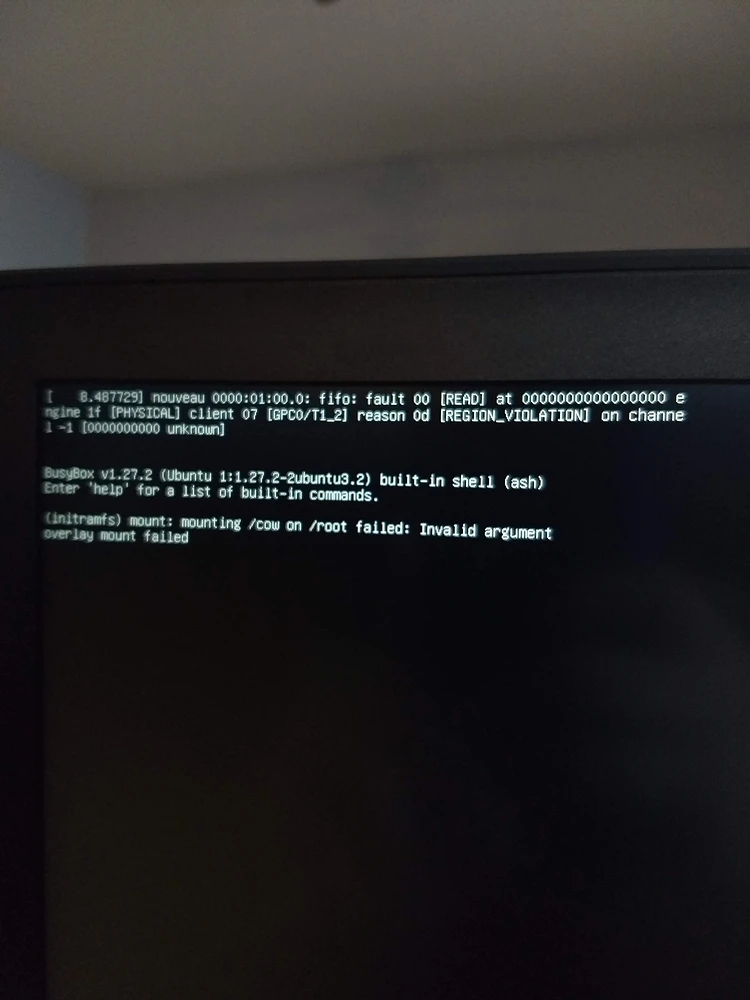 [    8.487729] nouveau 0000:01:00.0: fifo: fault 00 [READ] at 0000000000000000 e
ngine 1f [PHYSICAL] client 07 [GPC0/T1_2] reason 0d [REGION_VIOLATION] on channe
l -1 [0000000000 unknown]
BusyBox v1.27.2 (Ubuntu 1:1.27.2-2ubuntu3.2) built-in shell (ash)
Enter 'help' for a list of built-in commands.
(initramfs) mount: mounting /cow on /root failed: Invalid argument
overlay mount failed